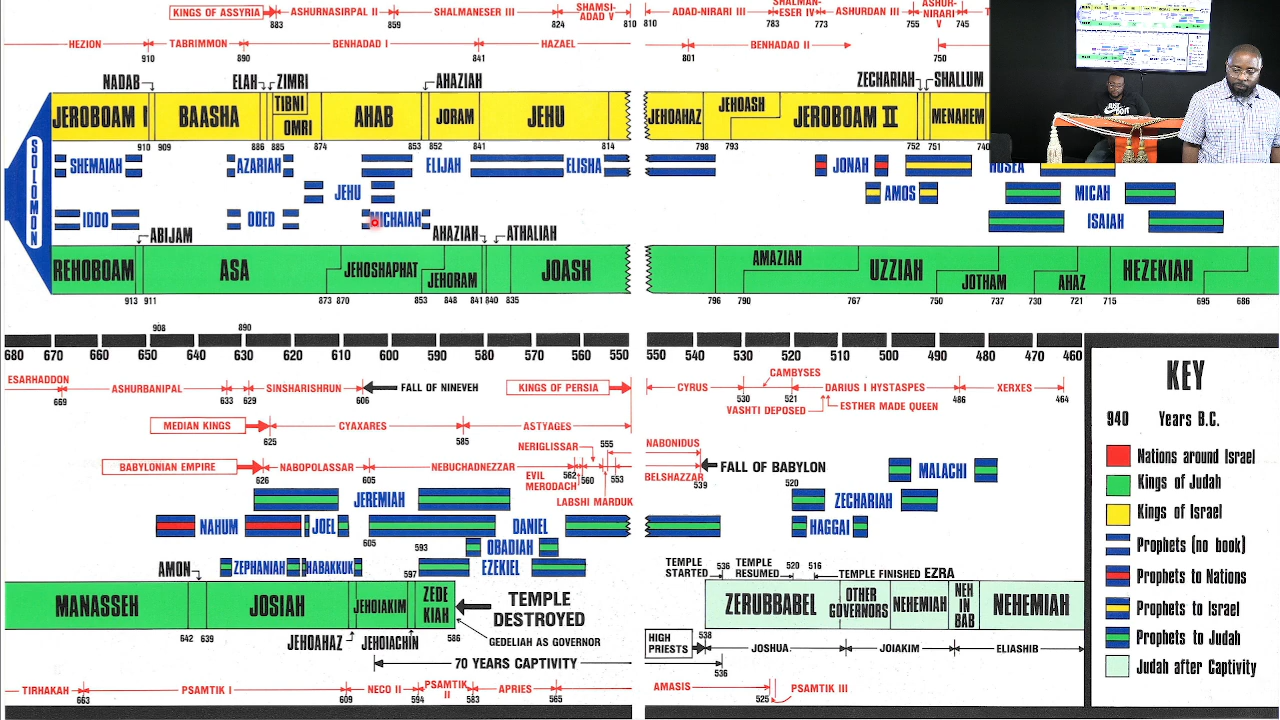 KINGS OF ASSYRIA ASHURNASIRPAL II SHALMANESER III SHAMSI-ADAD V ADAD-NIRARI III SHALMAN-ESER IV ASHURDAN III ASHUR-NIRARI V
883 859 824 810 810 783 773 755 745
HEZION TABRIMMON BENHADAD I HAZAEL BENHADAD II
910 890 841 801 750
NADAB ELAH ZIMRI AHAZIAH ZECHARIAH SHALLUM
JEROBOAM I BAASHA TIBNI OMRI AHAB JORAM JEHU JEHOAHAZ JEHOASH JEROBOAM II MENAHEM
910 909 886 885 874 853 852 841 814 798 793 752 751 740
SOLOMON
SHEMAIAH AZARIAH ELIJAH ELISHA JONAH HOSEA
JEHU AMOS MICAH
IDDO ODED MICHAIAH ISAIAH
ABIJAM AHAZIAH ATHALIAH
REHOBOAM ASA JEHOSHAPHAT JEHORAM JOASH AMAZIAH UZZIAH JOTHAM AHAZ HEZEKIAH
913 911 873 870 853 848 841 840 835 796 790 767 750 737 730 721 715 695 686
908 890
680 670 660 650 640 630 620 610 600 590 580 570 560 550 550 540 530 520 510 500 490 480 470 460
ESARHADDON ASHURBANIPAL SINSHARISHRUN FALL OF NINEVEH KINGS OF PERSIA CYRUS CAMBYSES DARIUS I HYSTASPES XERXES
669 633 629 606 530 521 486 464
VASHTI DEPOSED ESTHER MADE QUEEN
MEDIAN KINGS CYAXARES ASTYAGES
625 585
NERIGLISSAR 555 NABONIDUS
BABYLONIAN EMPIRE NABOPOLASSAR NEBUCHADNEZZAR FALL OF BABYLON
626 605 EVIL MERODACH 562 560 553 BELSHAZZAR 539
LABSHI MARDUK
MALACHI
520
JEREMIAH ZECHARIAH
NAHUM JOEL DANIEL HAGGAI
605 593 OBADIAH
ZEPHANIAH HABAKKUK EZEKIEL
AMON 597
TEMPLE STARTED 536 TEMPLE RESUMED 520 516 TEMPLE FINISHED EZRA
MANASSEH JOSIAH JEHOIAKIM ZEDEKIAH TEMPLE DESTROYED ZERUBBABEL OTHER GOVERNORS NEHEMIAH NEH IN BAB NEHEMIAH
642 639 JEHOAHAZ JEHOIACHIN 586 GEDELIAH AS GOVERNOR
HIGH PRIESTS 538 JOSHUA JOIAKIM ELIASHIB
70 YEARS CAPTIVITY 536
TIRHAKAH PSAMTIK I NECO II PSAMTIK II APRIES AMASIS PSAMTIK III
663 609 594 583 565 525
KEY
940 Years B.C.
Nations around Israel
Kings of Judah
Kings of Israel
Prophets (no book)
Prophets to Nations
Prophets to Israel
Prophets to Judah
Judah after Captivity